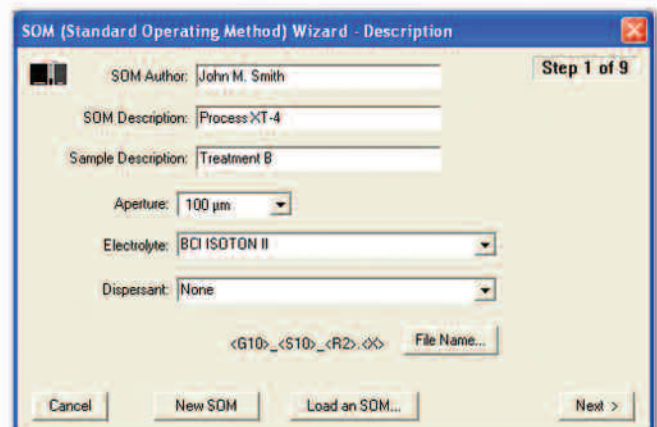 SOM (Standard Operating Method) Wizard - Description
Step 1 of 9
SOM Author: John M. Smith
SOM Description: Process XT-4
Sample Description: Treatment B
Aperture: 100 µm
Electrolyte: BCI ISOTON II
Dispersant: None
<G10>_<S10>_<R2>.<X> File Name...
Cancel New SOM Load an SOM... Next >